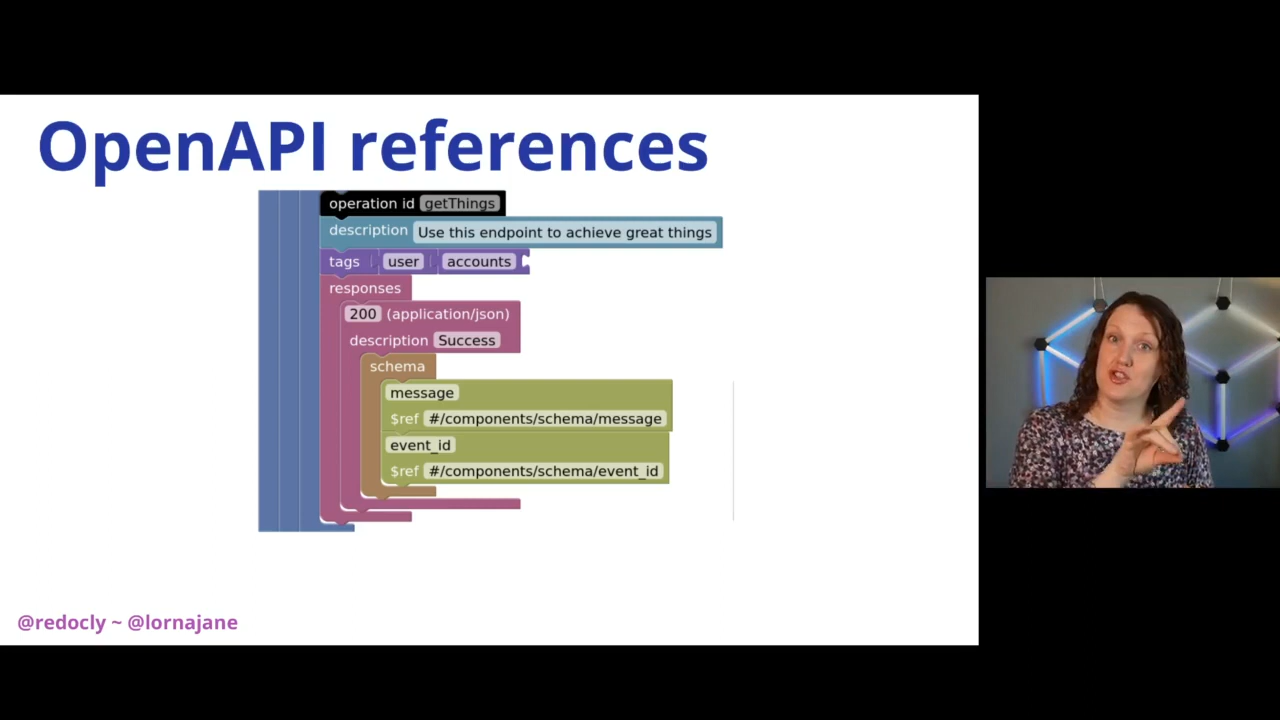 OpenAPI references
operation id getThings
description Use this endpoint to achieve great things
tags user accounts
responses
200 (application/json)
description Success
schema
message
$ref #/components/schema/message
event_id
$ref #/components/schema/event_id
@redocly ~ @lornajane